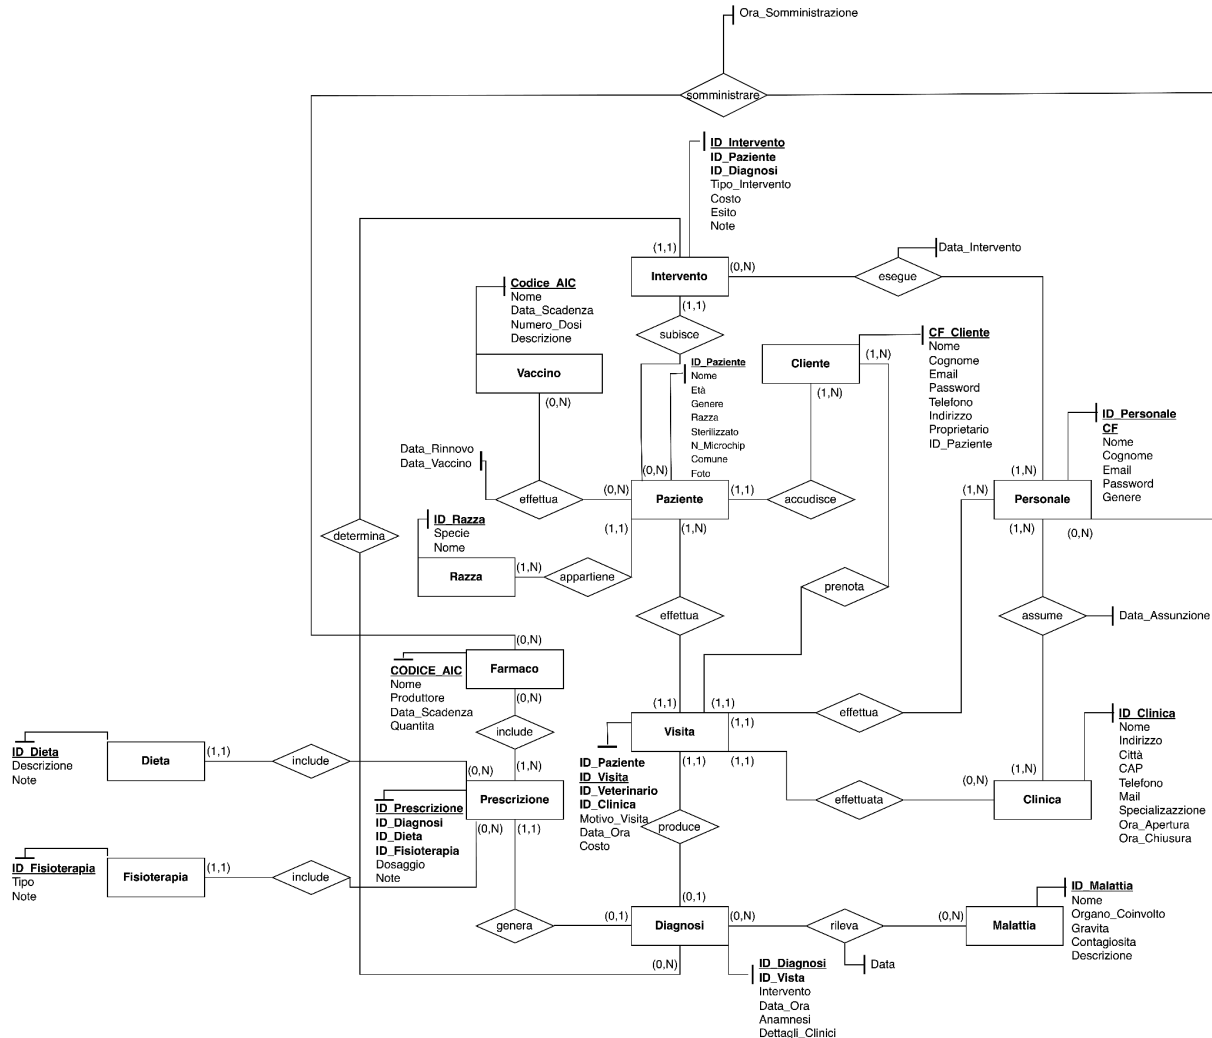 Ora_Somministrazione
somministrare
ID_Intervento
ID_Paziente
ID_Diagnosi
Tipo_Intervento
Costo
Esito
Note
(1,1)
Intervento
(0,N)
esegue
Data_Intervento
(1,1)
subisce
Codice_AIC
Nome
Data_Scadenza
Numero_Dosi
Descrizione
Vaccino
(0,N)
ID_Paziente
Nome
Età
Genere
Razza
Sterilizzato
N_Microchip
Comune
Foto
Cliente
(1,N)
(1,N)
CF_Cliente
Nome
Cognome
Email
Password
Telefono
Indirizzo
Proprietario
ID_Paziente
ID_Personale
CF
Nome
Cognome
Email
Password
Genere
Data_Rinnovo
Data_Vaccino
effettua
(0,N)
(0,N)
Paziente
(1,1)
accudisce
(1,N)
(1,N)
Personale
(1,N)
(0,N)
(1,1)
(1,N)
ID_Razza
Specie
Nome
determina
Razza
(1,N)
appartiene
prenota
effettua
assume
Data_Assunzione
(0,N)
Farmaco
(0,N)
CODICE_AIC
Nome
Produttore
Data_Scadenza
Quantita
include
(1,1)
(1,1)
Visita
(1,1)
(1,1)
(1,1)
effettua
ID_Paziente
ID_Visita
ID_Veterinario
ID_Clinica
Motivo_Visita
Data_Ora
Costo
ID_Clinica
Nome
Indirizzo
Città
CAP
Telefono
Mail
Specializazzione
Ora_Apertura
Ora_Chiusura
ID_Dieta
Descrizione
Note
Dieta
(1,1)
include
(0,N)
(1,N)
Prescrizione
(0,N)
(1,1)
ID_Prescrizione
ID_Diagnosi
ID_Dieta
ID_Fisioterapia
Dosaggio
Note
effettuata
(0,N)
(1,N)
Clinica
produce
ID_Fisioterapia
Tipo
Note
Fisioterapia
(1,1)
include
genera
(0,1)
(0,1)
Diagnosi
(0,N)
(0,N)
rileva
Data
(0,N)
Malattia
ID_Malattia
Nome
Organo_Coinvolto
Gravita
Contagiosita
Descrizione
ID_Diagnosi
ID_Vista
Intervento
Data_Ora
Anamnesi
Dettagli_Clinici